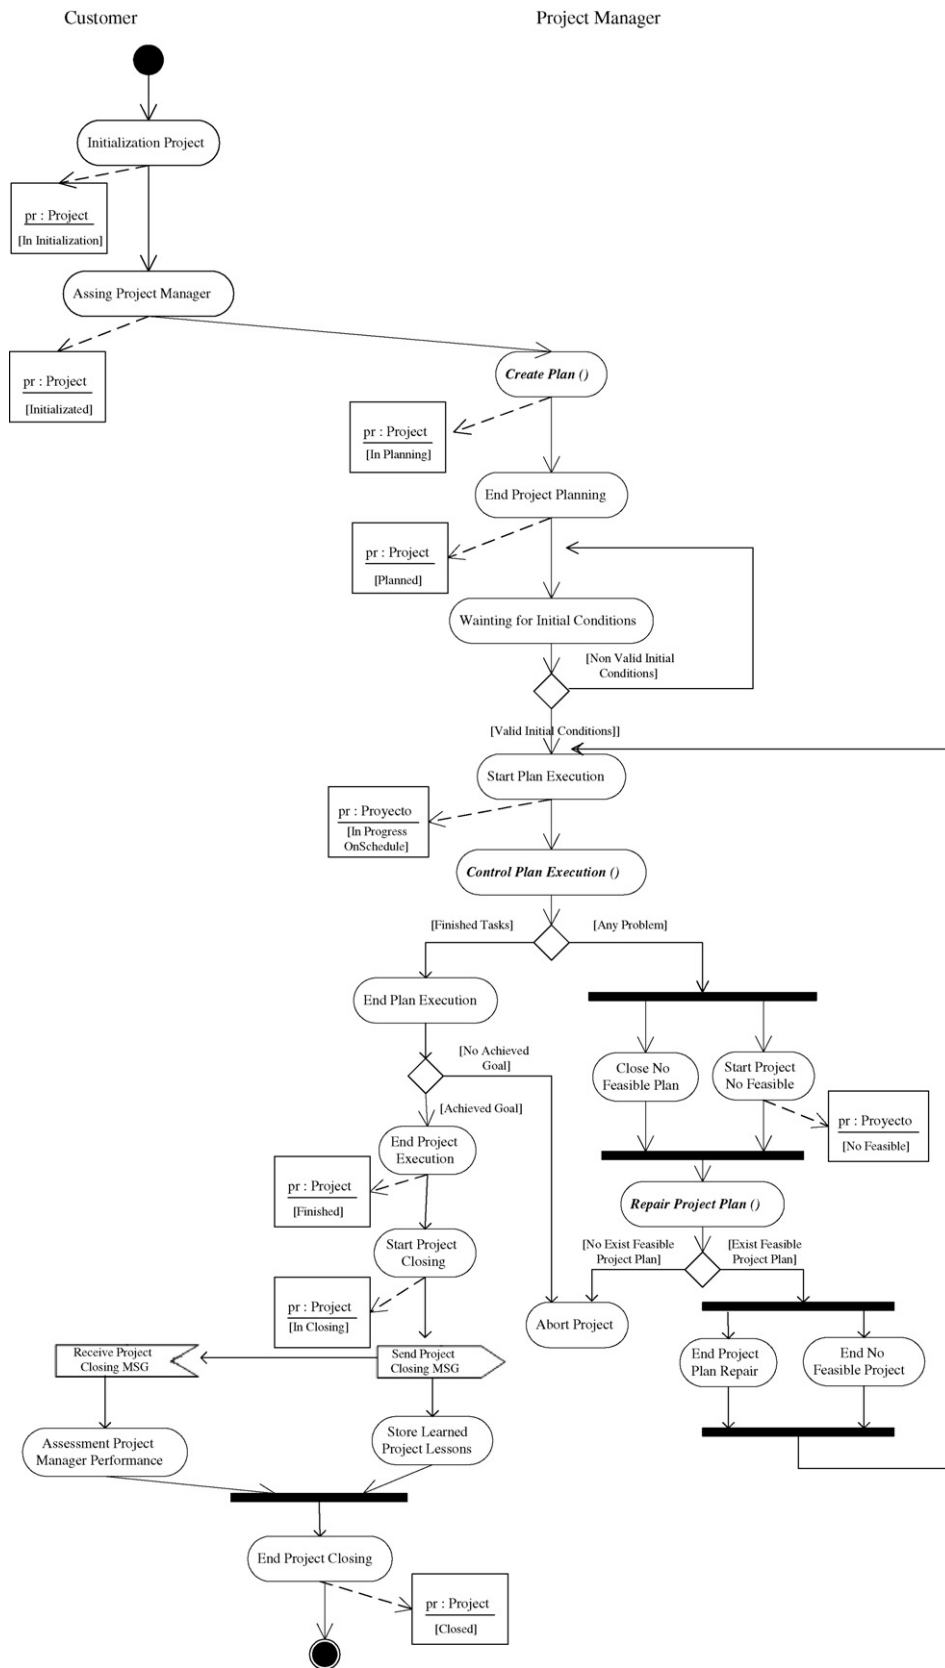 Customer
Project Manager
Initialization Project
pr : Project
[In Initialization]
Assing Project Manager
pr : Project
[Initializated]
Create Plan ()
pr : Project
[In Planning]
End Project Planning
pr : Project
[Planned]
Wainting for Initial Conditions
[Non Valid Initial
Conditions]
[Valid Initial Conditions]]
Start Plan Execution
pr : Proyecto
[In Progress
OnSchedule]
Control Plan Execution ()
[Finished Tasks]
[Any Problem]
End Plan Execution
[No Achieved
Goal]
Close No
Feasible Plan
Start Project
No Feasible
[Achieved Goal]
pr : Proyecto
[No Feasible]
End Project
Execution
pr : Project
[Finished]
Repair Project Plan ()
Start Project
Closing
[No Exist Feasible
Project Plan]
[Exist Feasible
Project Plan]
pr : Project
[In Closing]
Abort Project
Receive Project
Closing MSG
Send Project
Closing MSG
End Project
Plan Repair
End No
Feasible Project
Assessment Project
Manager Performance
Store Learned
Project Lessons
End Project Closing
pr : Project
[Closed]